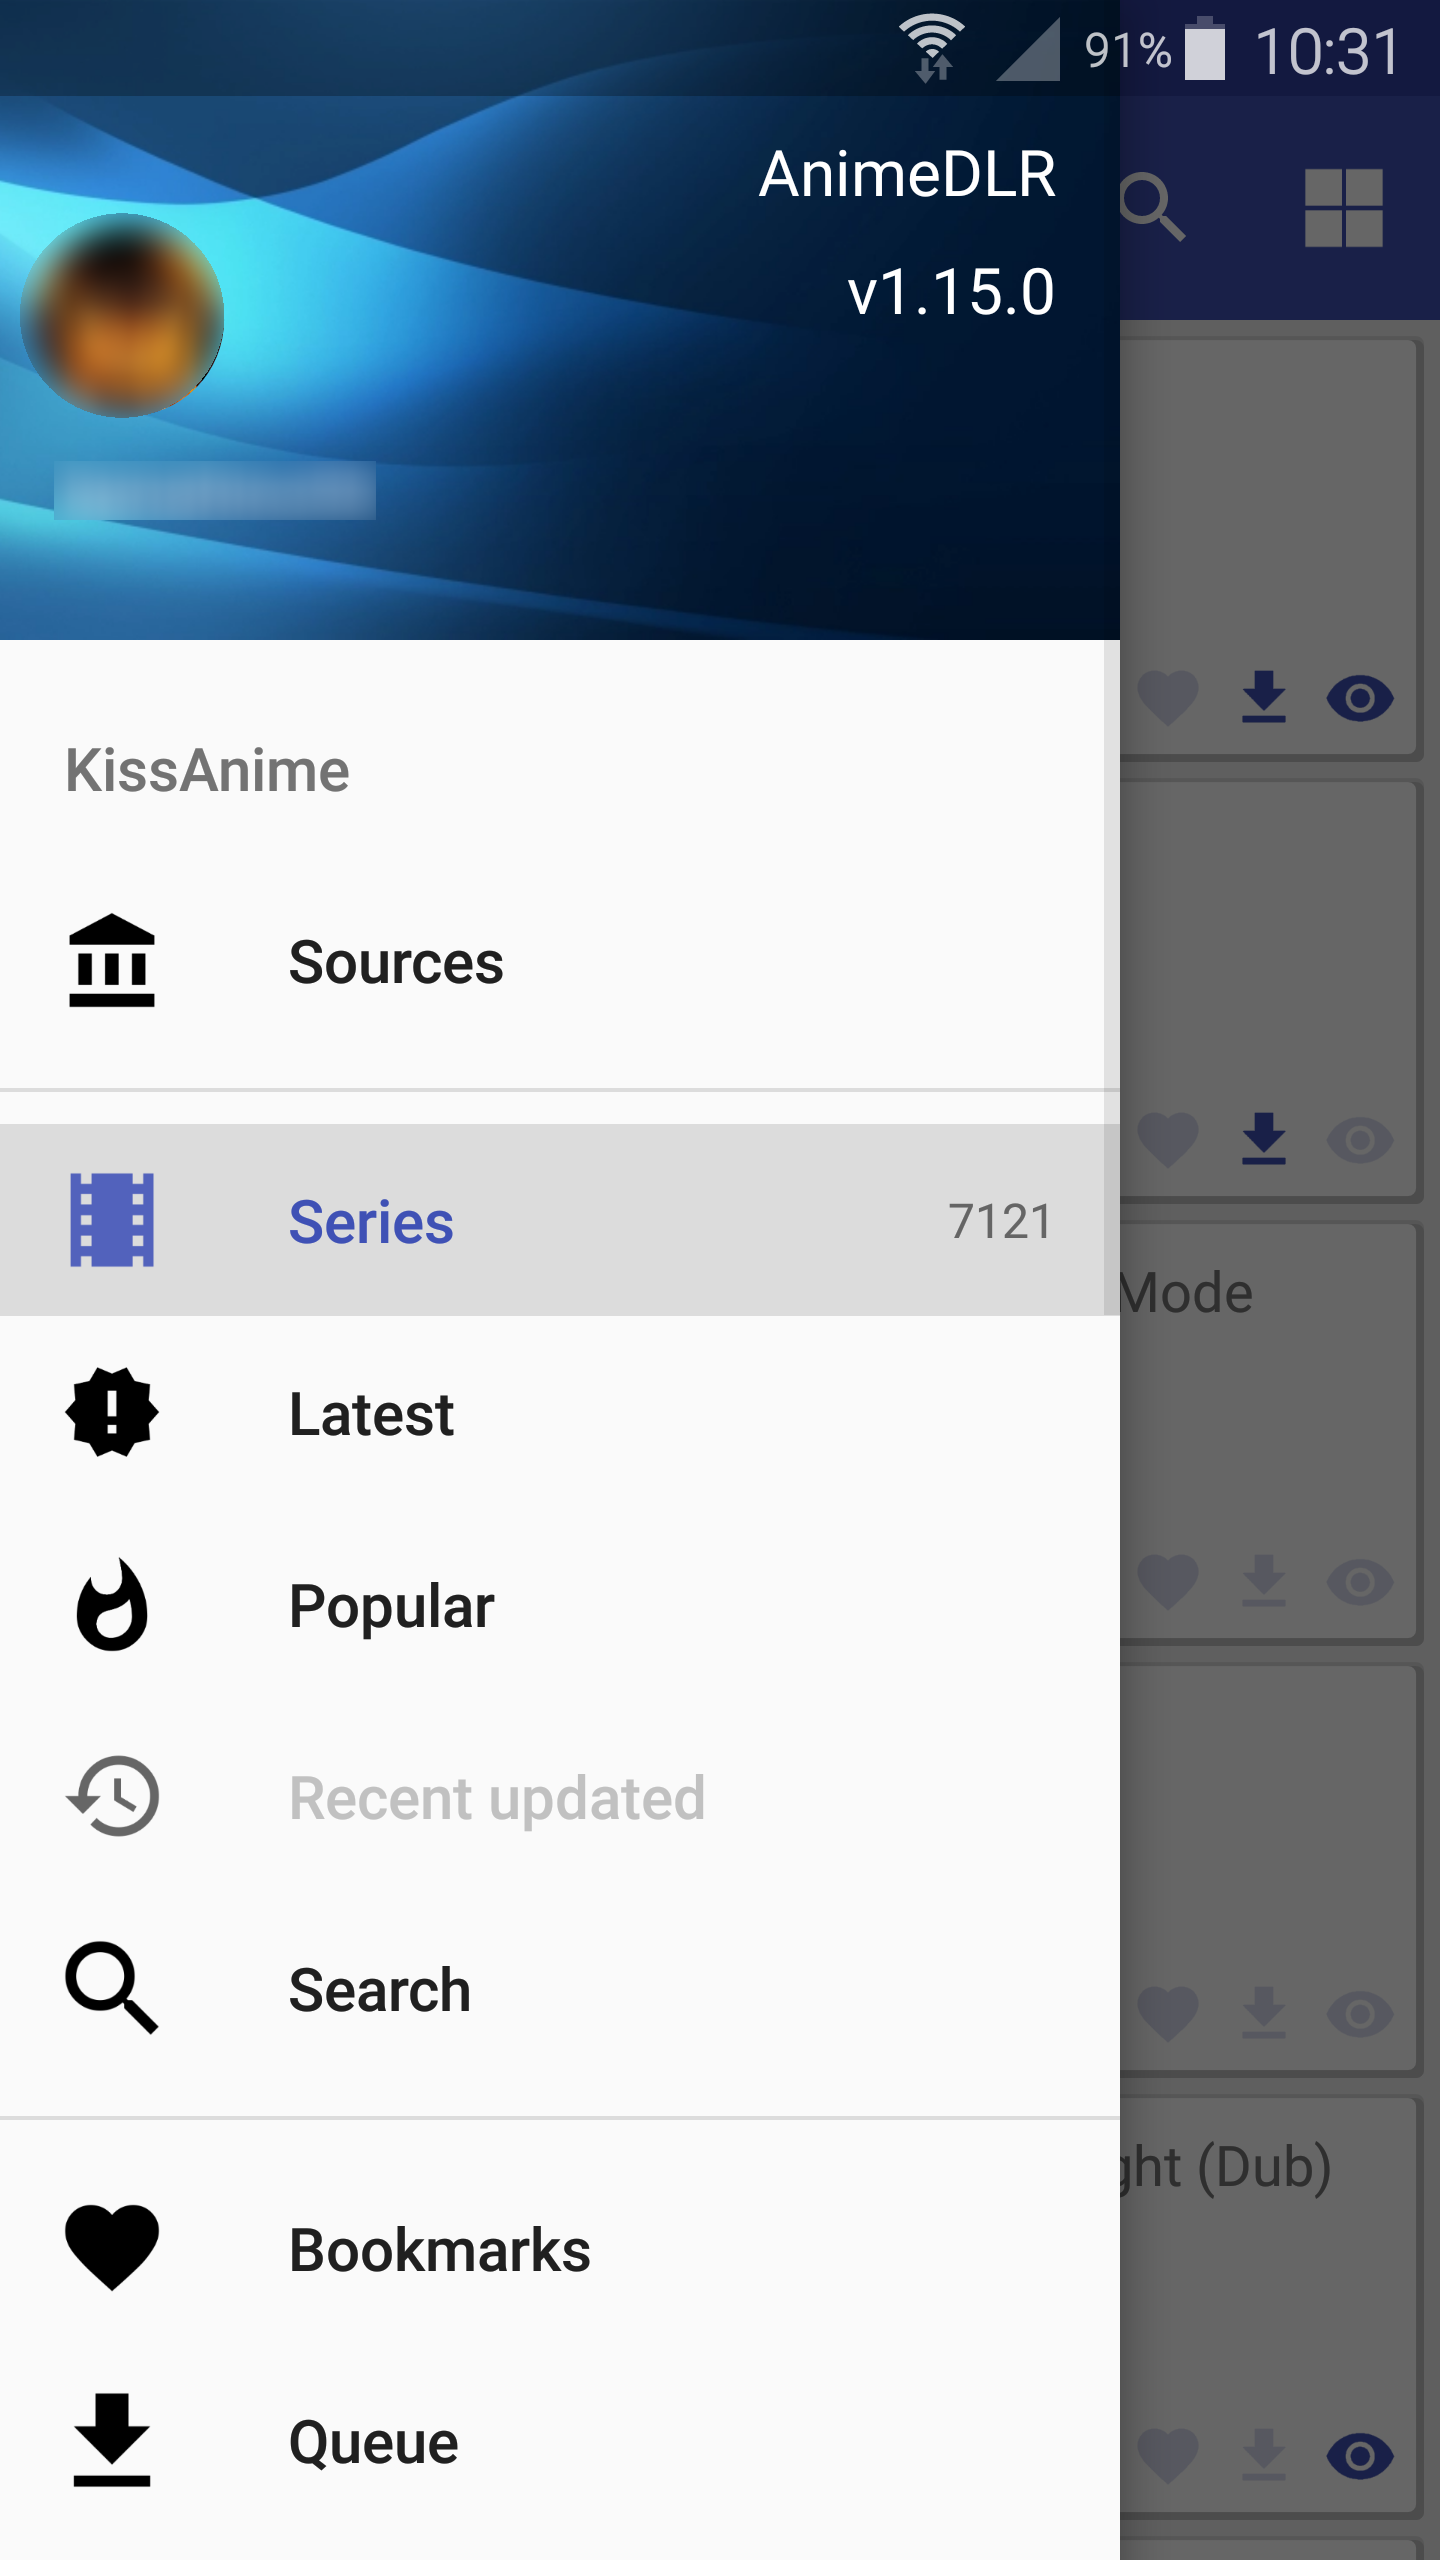 91% 10:31
AnimeDLR
v1.15.0
KissAnime
Sources
Series 7121
Mode
Latest
Popular
Recent updated
Search
ght (Dub)
Bookmarks
Queue